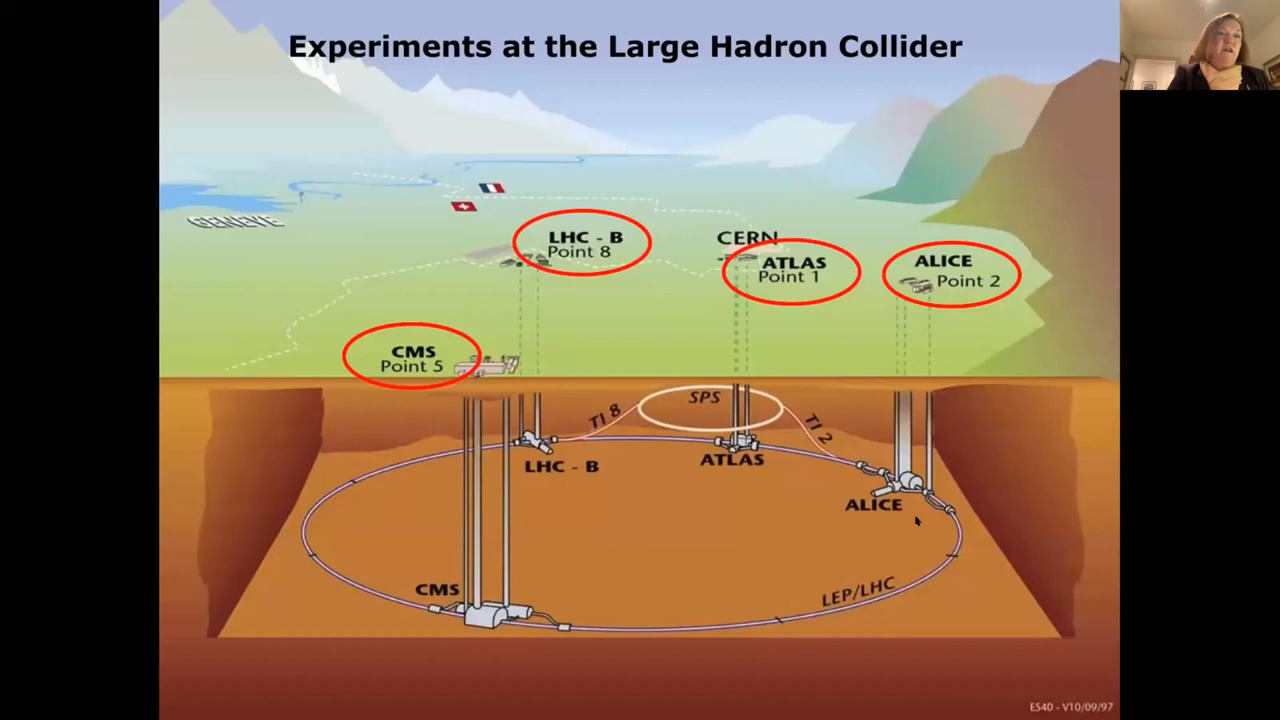 Experiments at the Large Hadron Collider
GENEVE
LHC - B
Point 8
CERN
ATLAS
Point 1
ALICE
Point 2
CMS
Point 5
SPS
TI 8
TI 2
LHC - B
ATLAS
ALICE
CMS
LEP/LHC
ES40 - V10/09/97